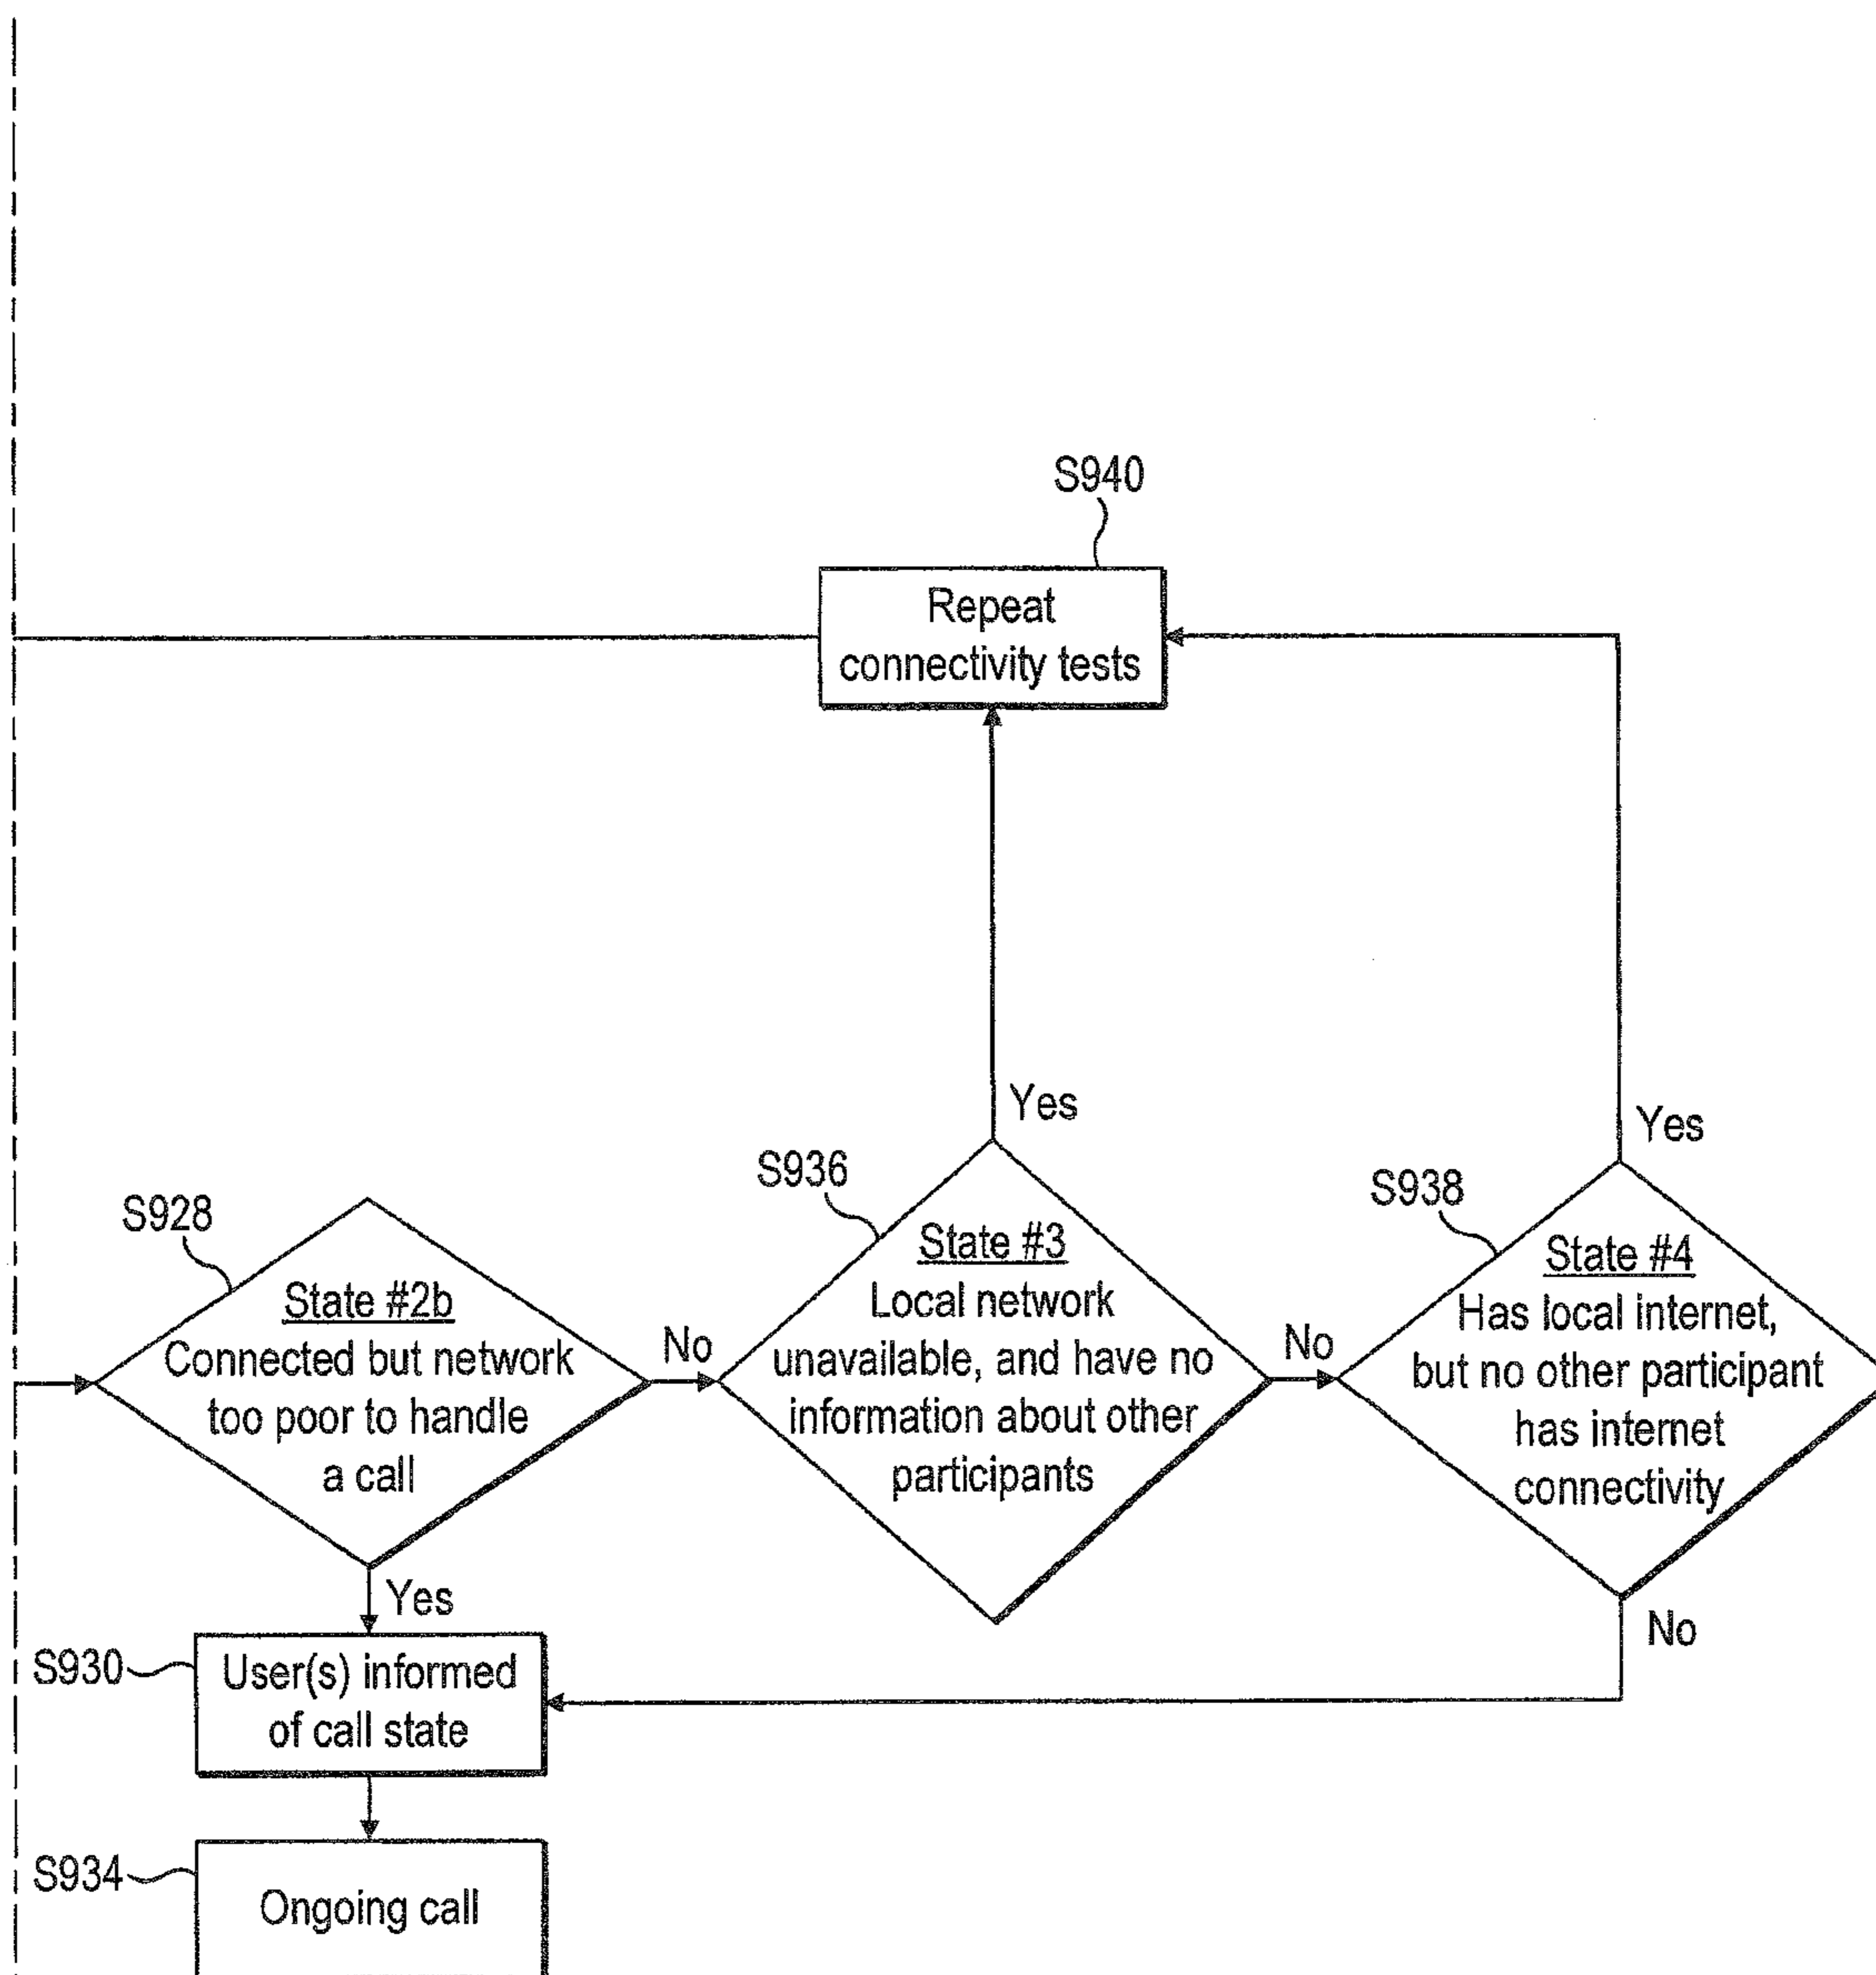 S940
Repeat
connectivity tests
Yes
Yes
S936
S938
S928
State #3
Local network
unavailable, and have no
information about other
participants
State #4
Has local internet,
but no other participant
has internet
connectivity
State #2b
Connected but network
too poor to handle
a call
No
No
Yes
No
S930
User(s) informed
of call state
S934
Ongoing call